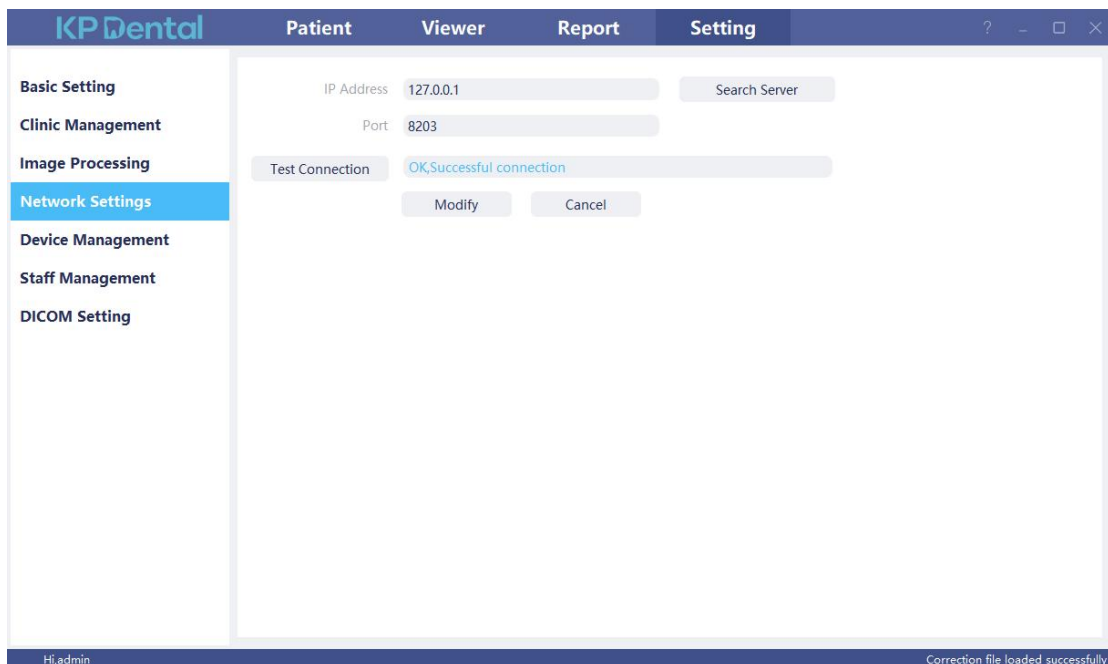 KP Dental Patient Viewer Report Setting ?
Basic Setting
Clinic Management
Image Processing
Network Settings
Device Management
Staff Management
DICOM Setting
IP Address 127.0.0.1 Search Server
Port 8203
Test Connection OK,Successful connection
Modify Cancel
Hi,admin Correction file loaded successfully